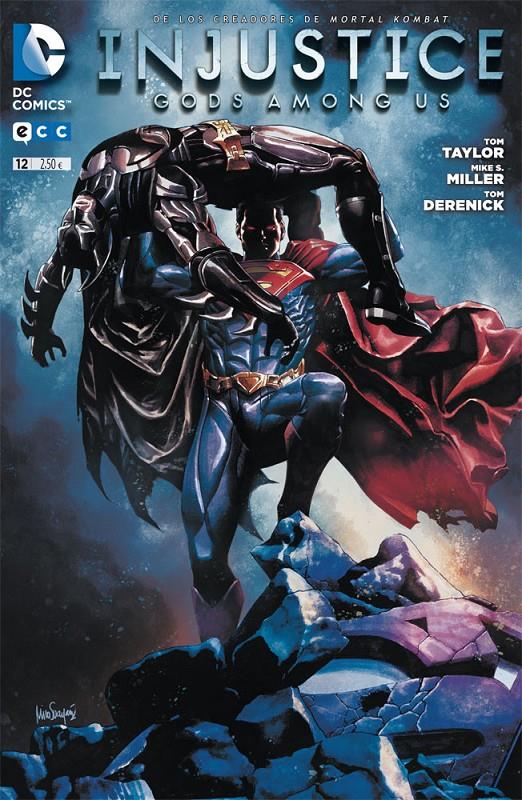 DE LOS CREADORES DE MORTAL KOMBAT
INJUSTICE
GODS AMONG US
DC
DC
COMICS™
ecc
12 2,50 €
TOM
TAYLOR
MIKE S.
MILLER
TOM
DERENICK